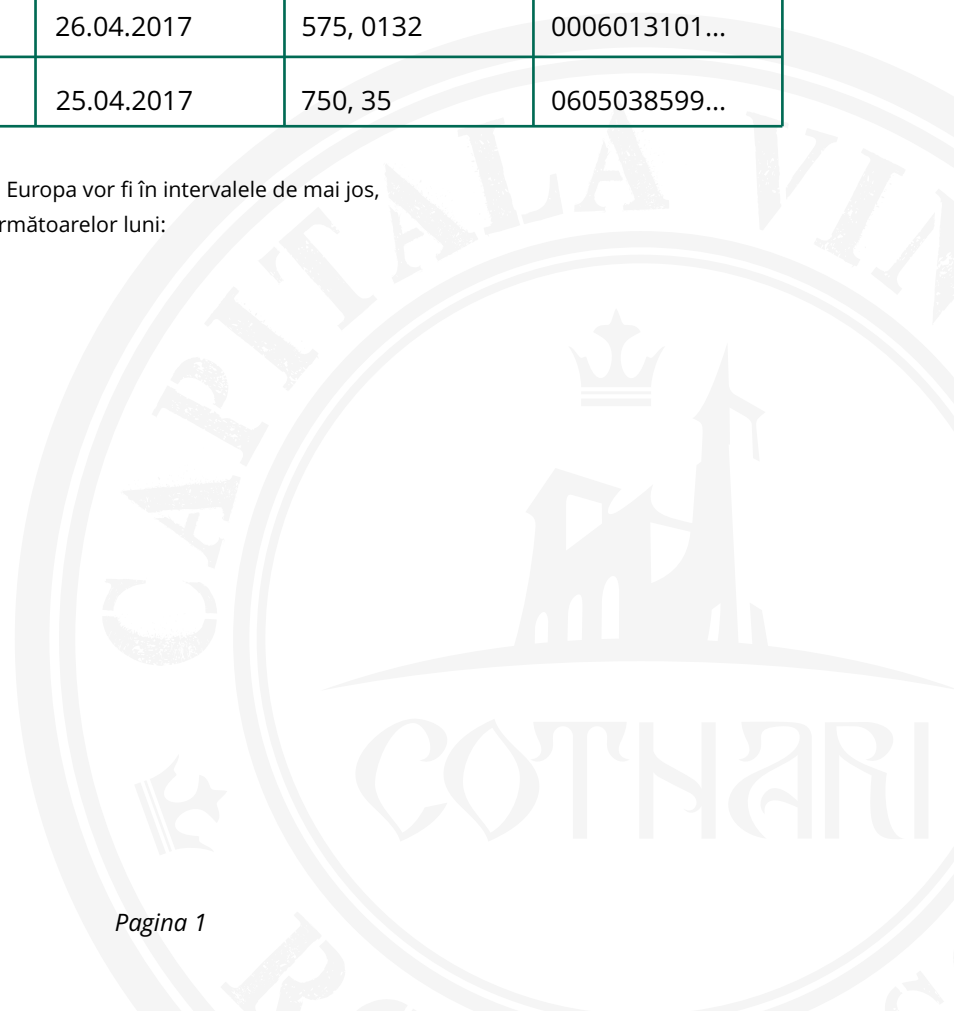 26.04.2017 575, 0132 0006013101...
25.04.2017 750, 35 0605038599...
Europa vor fi în intervalele de mai jos,
rmătoarelor luni:
CAPITALA VIN
COTNARI
Pagina 1